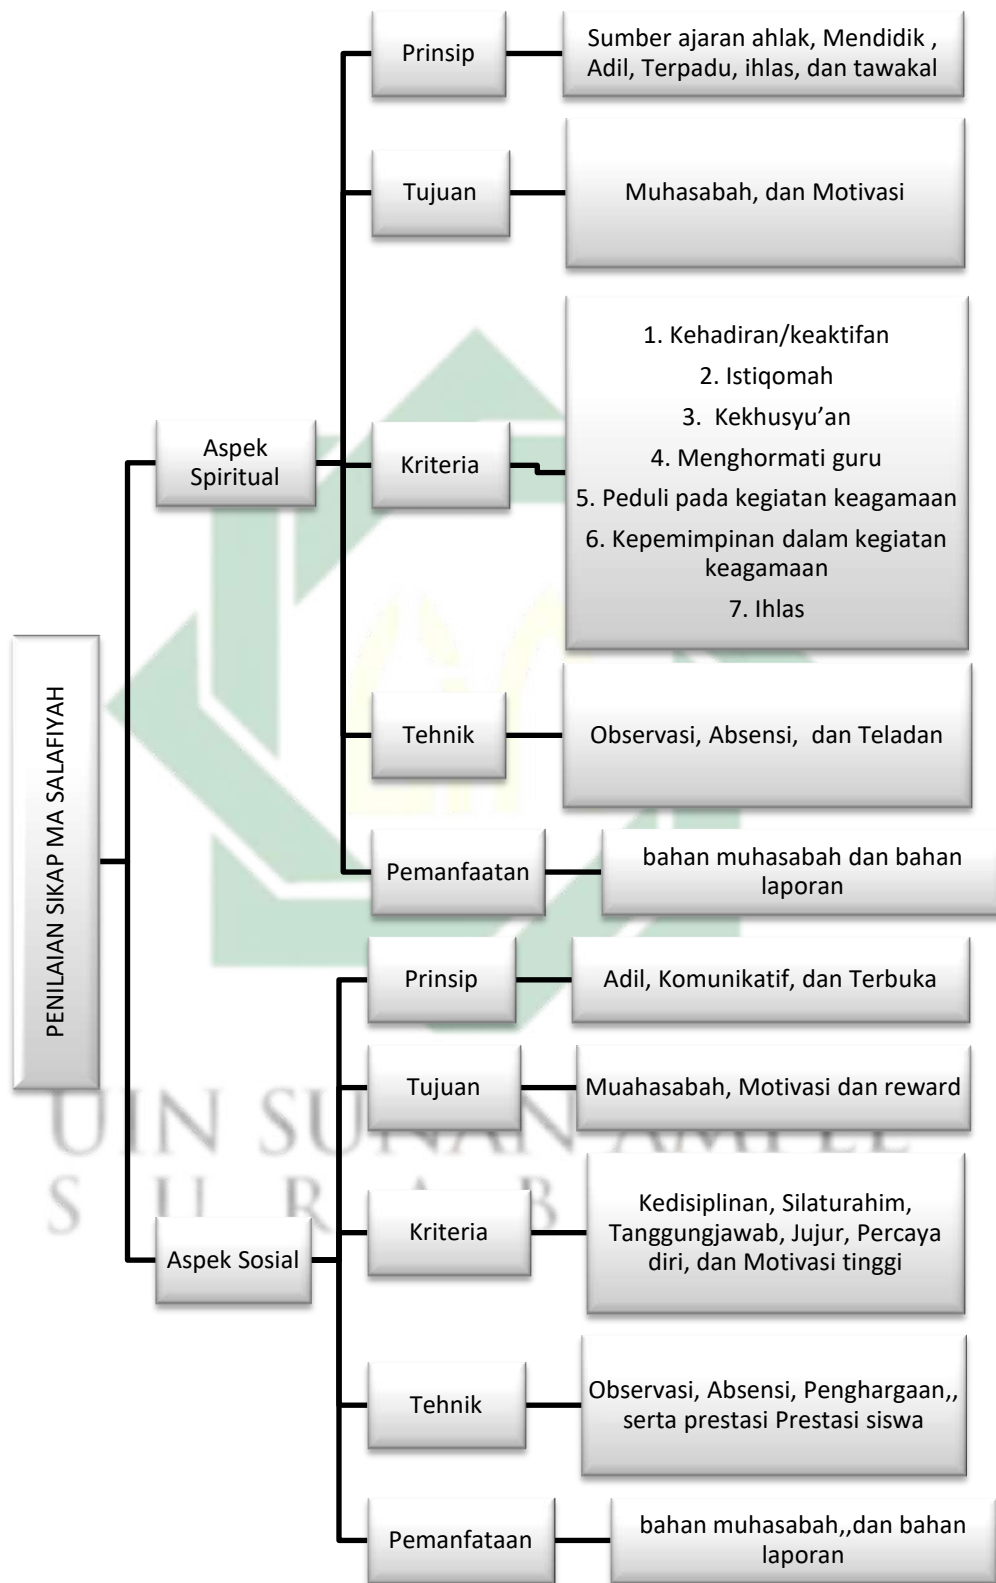 PENILAIAN SIKAP MA SALAFIYAH
Aspek
Spiritual
Prinsip
Sumber ajaran ahlak, Mendidik ,
Adil, Terpadu, ihlas, dan tawakal
Tujuan
Muhasabah, dan Motivasi
Kriteria
1. Kehadiran/keaktifan
2. Istiqomah
3. Kekhusyu’an
4. Menghormati guru
5. Peduli pada kegiatan keagamaan
6. Kepemimpinan dalam kegiatan
keagamaan
7. Ihlas
Tehnik
Observasi, Absensi, dan Teladan
Pemanfaatan
bahan muhasabah dan bahan
laporan
Aspek Sosial
Prinsip
Adil, Komunikatif, dan Terbuka
Tujuan
Muahasabah, Motivasi dan reward
Kriteria
Kedisiplinan, Silaturahim,
Tanggungjawab, Jujur, Percaya
diri, dan Motivasi tinggi
Tehnik
Observasi, Absensi, Penghargaan,,
serta prestasi Prestasi siswa
Pemanfataan
bahan muhasabah,,dan bahan
laporan
UIN SUNAN AMPEL
S U R A B